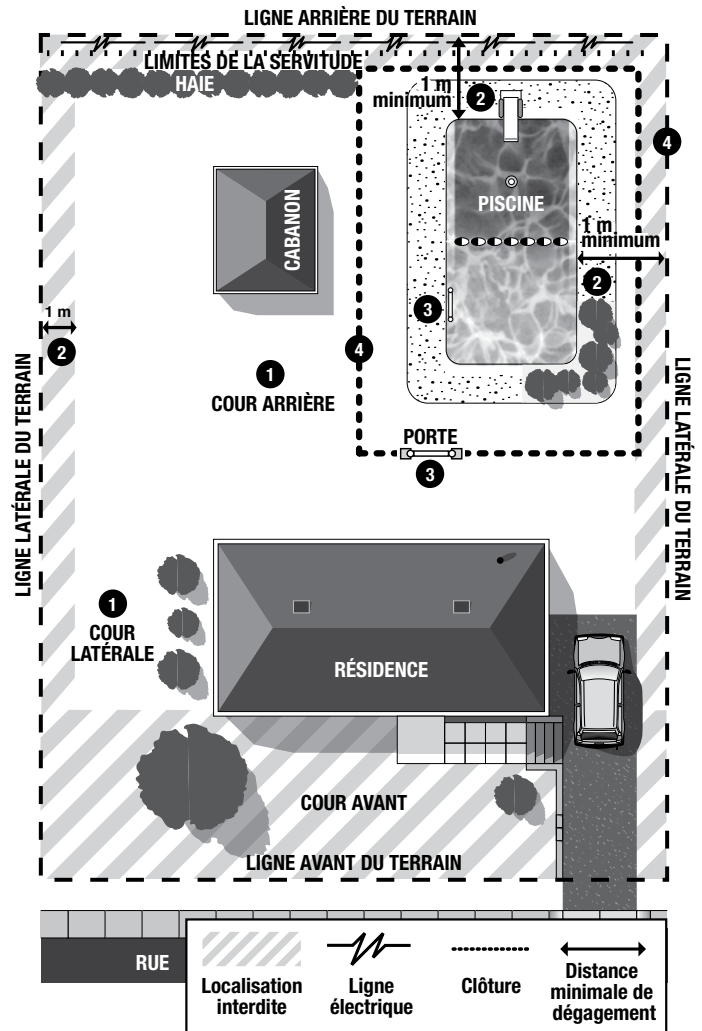 LIGNE ARRIÈRE DU TERRAIN
LIMITES DE LA SERVITUDE
HAIE
1 m
minimum
2
4
CABANON
PISCINE
1 m
minimum
2
3
1 m
2
4
1
COUR ARRIÈRE
PORTE
3
LIGNE LATÉRALE DU TERRAIN
LIGNE LATÉRALE DU TERRAIN
1
COUR
LATÉRALE
RÉSIDENCE
COUR AVANT
LIGNE AVANT DU TERRAIN
RUE
Localisation
interdite
Ligne
électrique
Clôture
Distance
minimale de
dégagement